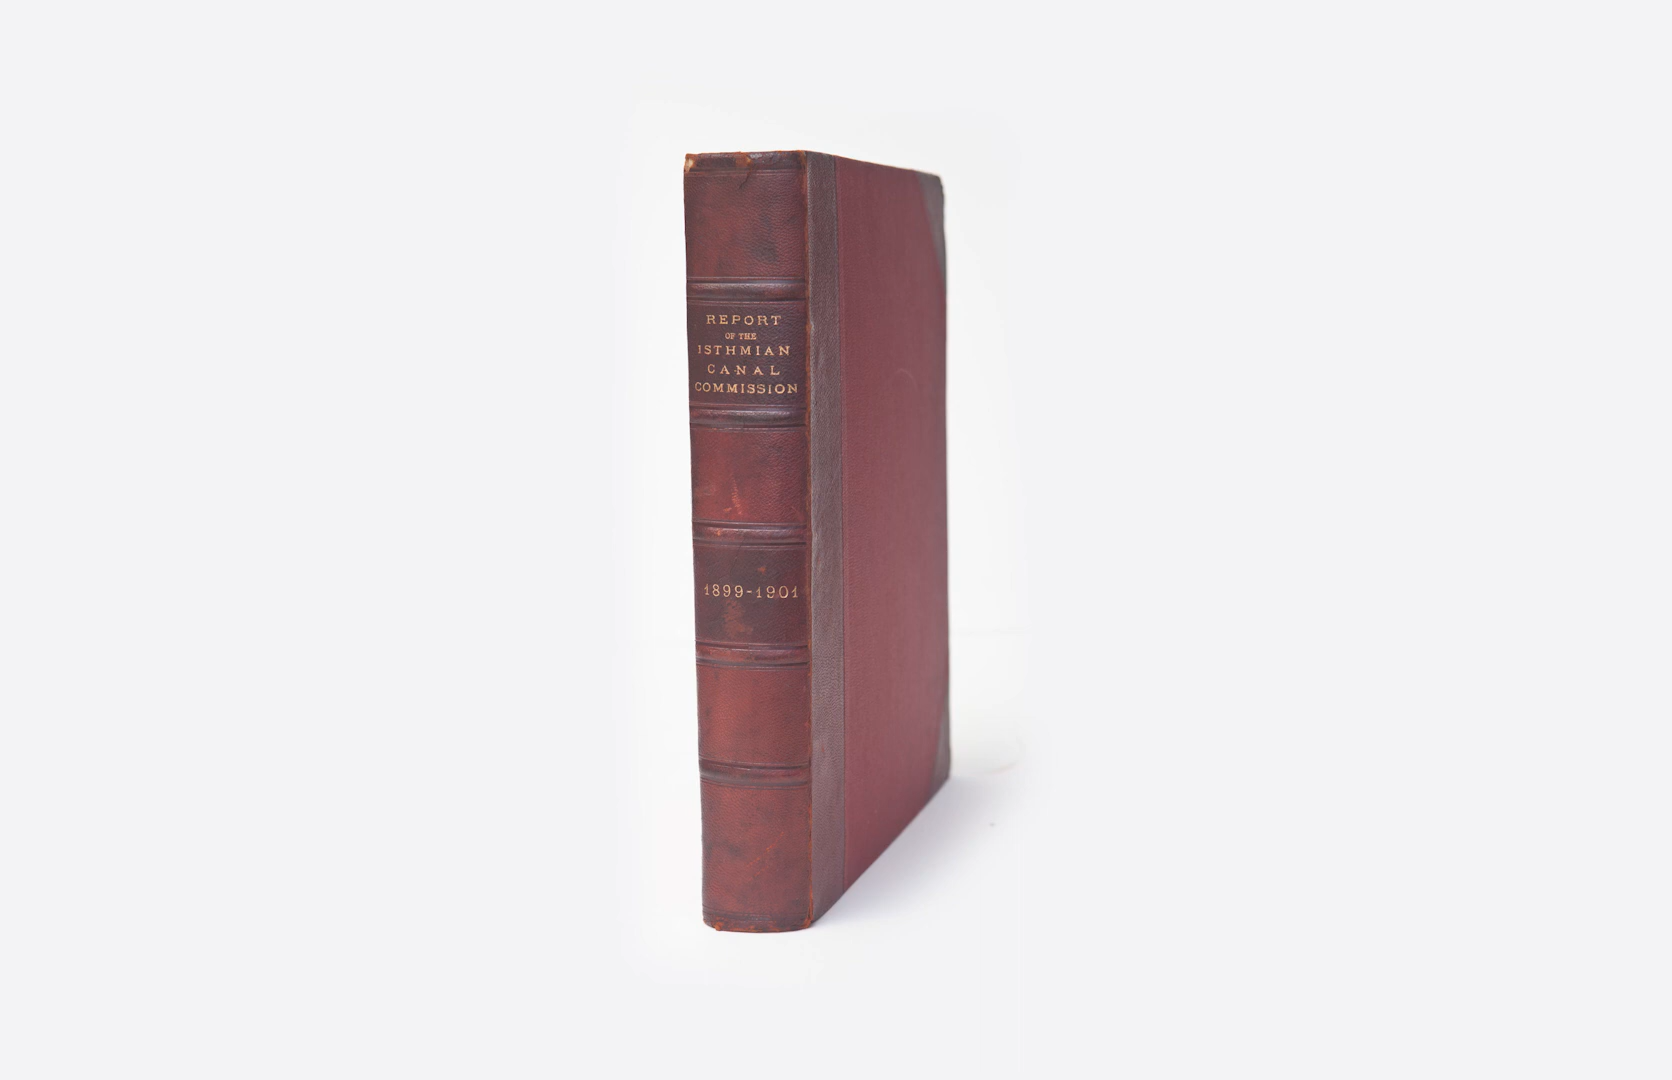 REPORT
OF THE
ISTHMIAN
CANAL
COMMISSION
1899-1901